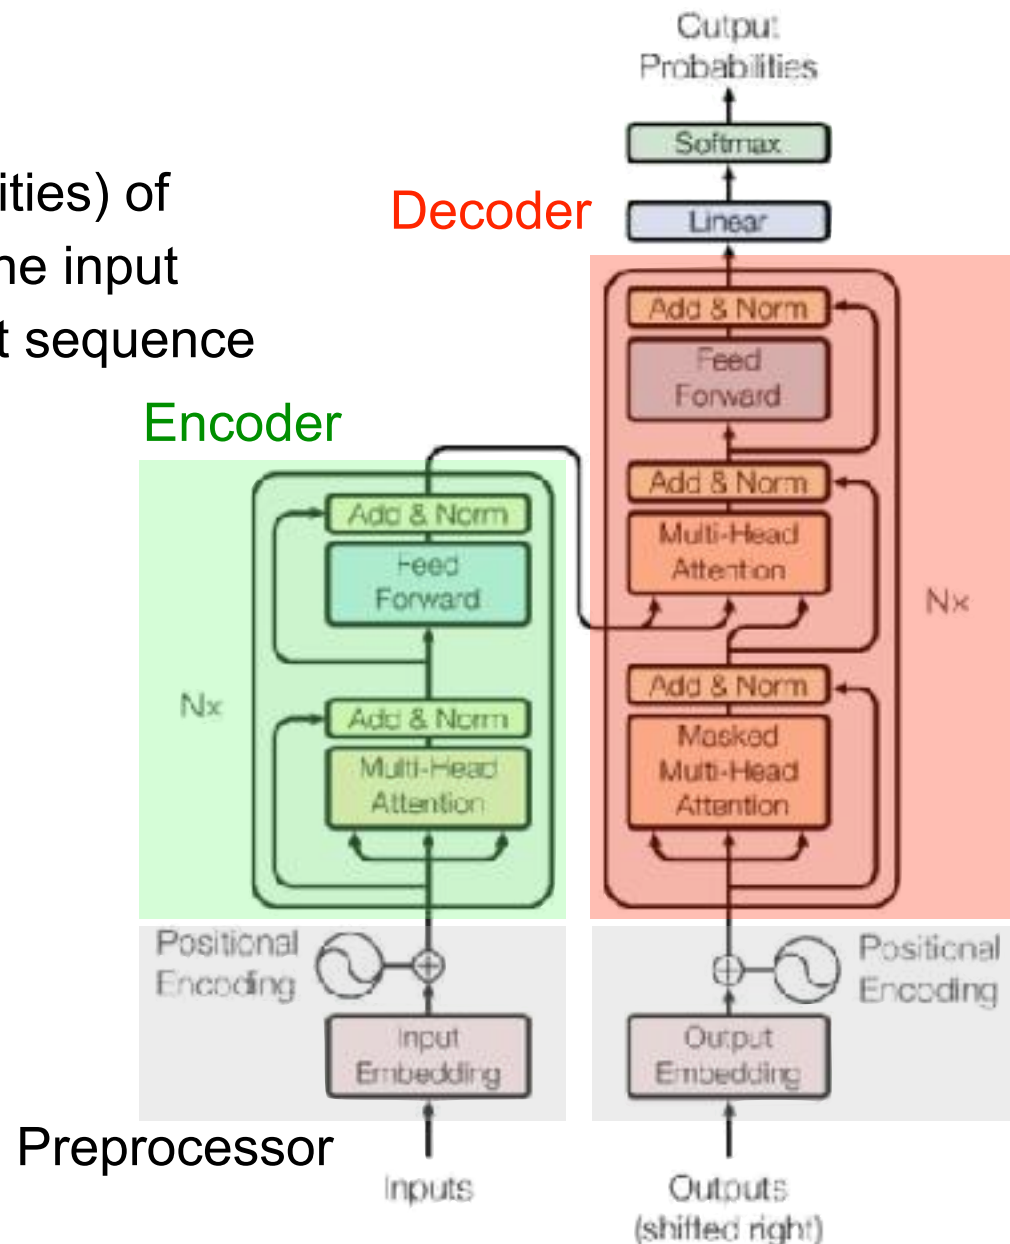 Output
Probabilities
Softmax
ities) of
Decoder
Linear
ne input
Add & Norm
t sequence
Feed
Forward
Encoder
Add & Norm
Add & Norm
Multi-Head
Attention
Feed
Forward
Nx
Add & Norm
Nx
Add & Norm
Masked
Multi-Head
Attention
Multi-Head
Attention
Positional
Encoding
Positional
Encoding
Input
Embedding
Output
Embedding
Preprocessor
Inputs
Outputs
(shifted right)